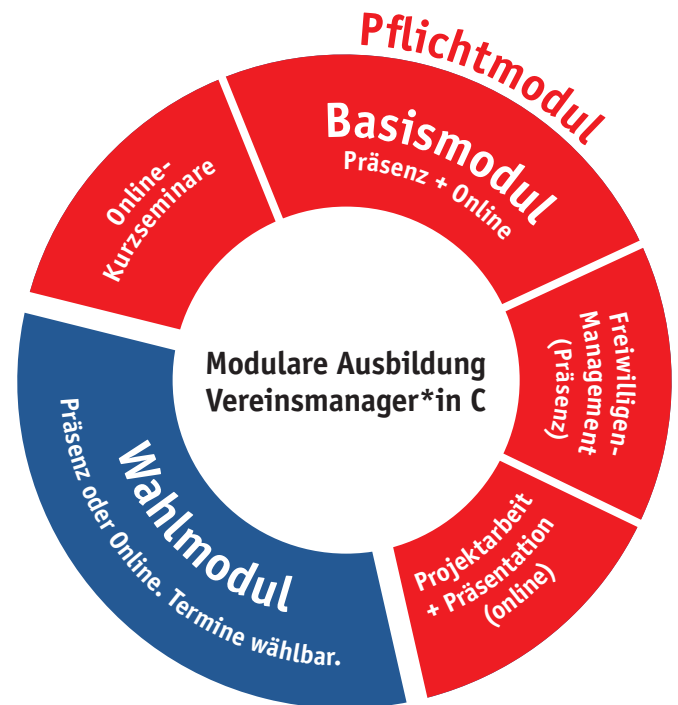 Pflichtmodul
Basismodul
Präsenz + Online
Online-
Kurzseminare
Freiwilligen-
Management
(Präsenz)
Modulare Ausbildung
Vereinsmanager*in C
Projektarbeit
+ Präsentation
(online)
Wahlmodul
Präsenz oder Online. Termine wählbar.